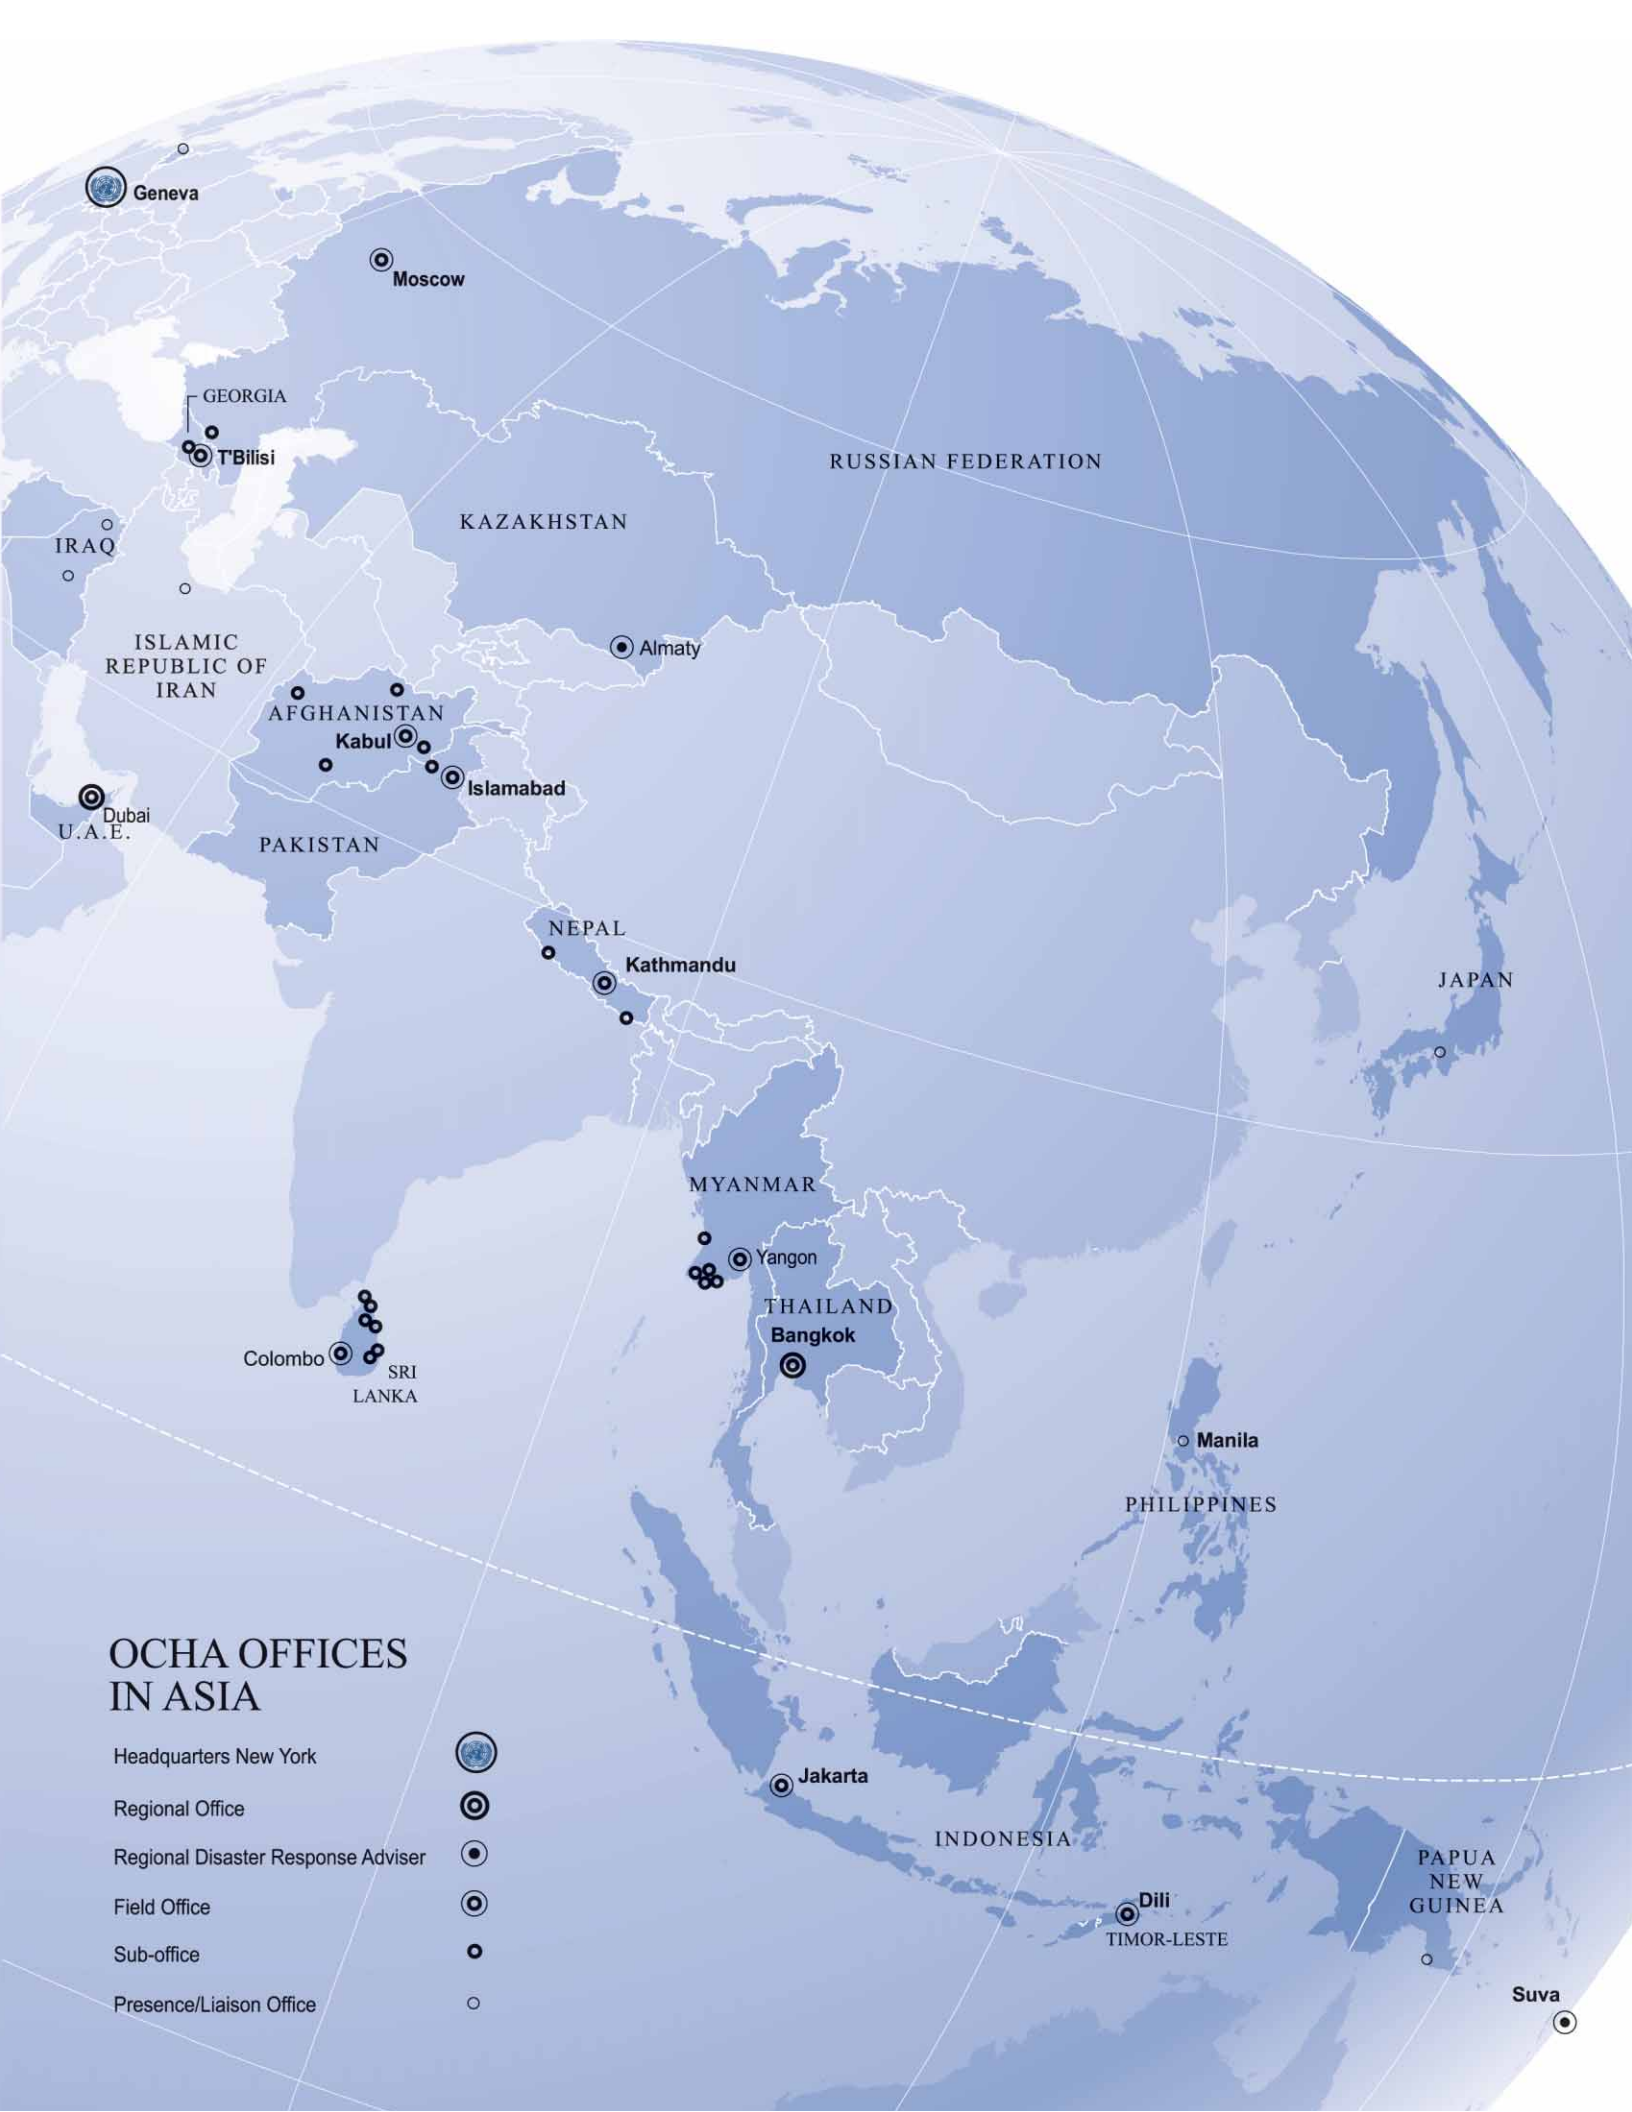 Geneva
Moscow
GEORGIA
T'Bilisi
RUSSIAN FEDERATION
KAZAKHSTAN
IRAQ
ISLAMIC
REPUBLIC OF
IRAN
Almaty
AFGHANISTAN
Kabul
Islamabad
Dubai
U.A.E.
PAKISTAN
NEPAL
Kathmandu
JAPAN
MYANMAR
Yangon
THAILAND
Bangkok
Colombo
SRI
LANKA
Manila
PHILIPPINES
OCHA OFFICES
IN ASIA
Headquarters New York
Regional Office
Regional Disaster Response Adviser
Field Office
Sub-office
Presence/Liaison Office
Jakarta
INDONESIA
PAPUA
NEW
GUINEA
Dili
TIMOR-LESTE
Suva